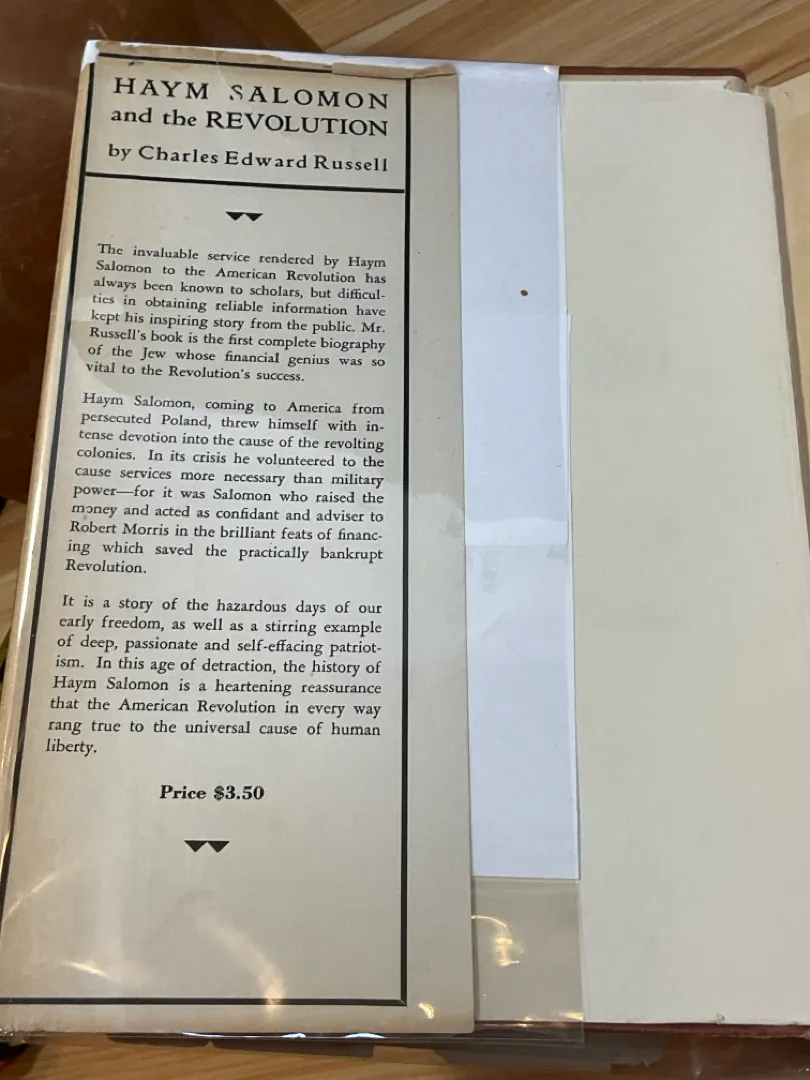 HAYM SALOMON
and the REVOLUTION
by Charles Edward Russell
The invaluable service rendered by Haym
Salomon to the American Revolution has
always been known to scholars, but difficul-
ties in obtaining reliable information have
kept his inspiring story from the public. Mr.
Russell's book is the first complete biography
of the Jew whose financial genius was so
vital to the Revolution's success.
Haym Salomon, coming to America from
persecuted Poland, threw himself with in-
tense devotion into the cause of the revolting
colonies. In its crisis he volunteered to the
cause services more necessary than military
power—for it was Salomon who raised the
money and acted as confidant and adviser to
Robert Morris in the brilliant feats of financ-
ing which saved the practically bankrupt
Revolution.
It is a story of the hazardous days of our
early freedom, as well as a stirring example
of deep, passionate and self-effacing patriot-
ism. In this age of detraction, the history of
Haym Salomon is a heartening reassurance
that the American Revolution in every way
rang true to the universal cause of human
liberty.
Price $3.50